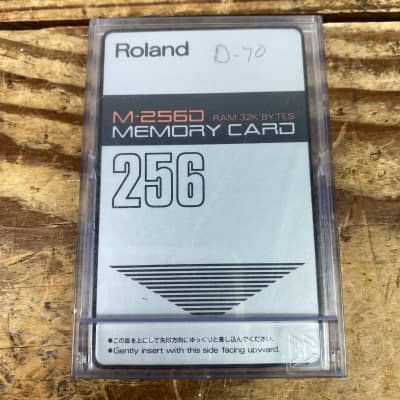 Roland D-70
M-256D RAM 32K BYTES
MEMORY CARD
256
●この面を上にして矢印方向にゆっくりと差し込んでください。
●Gently insert with this side facing upward.